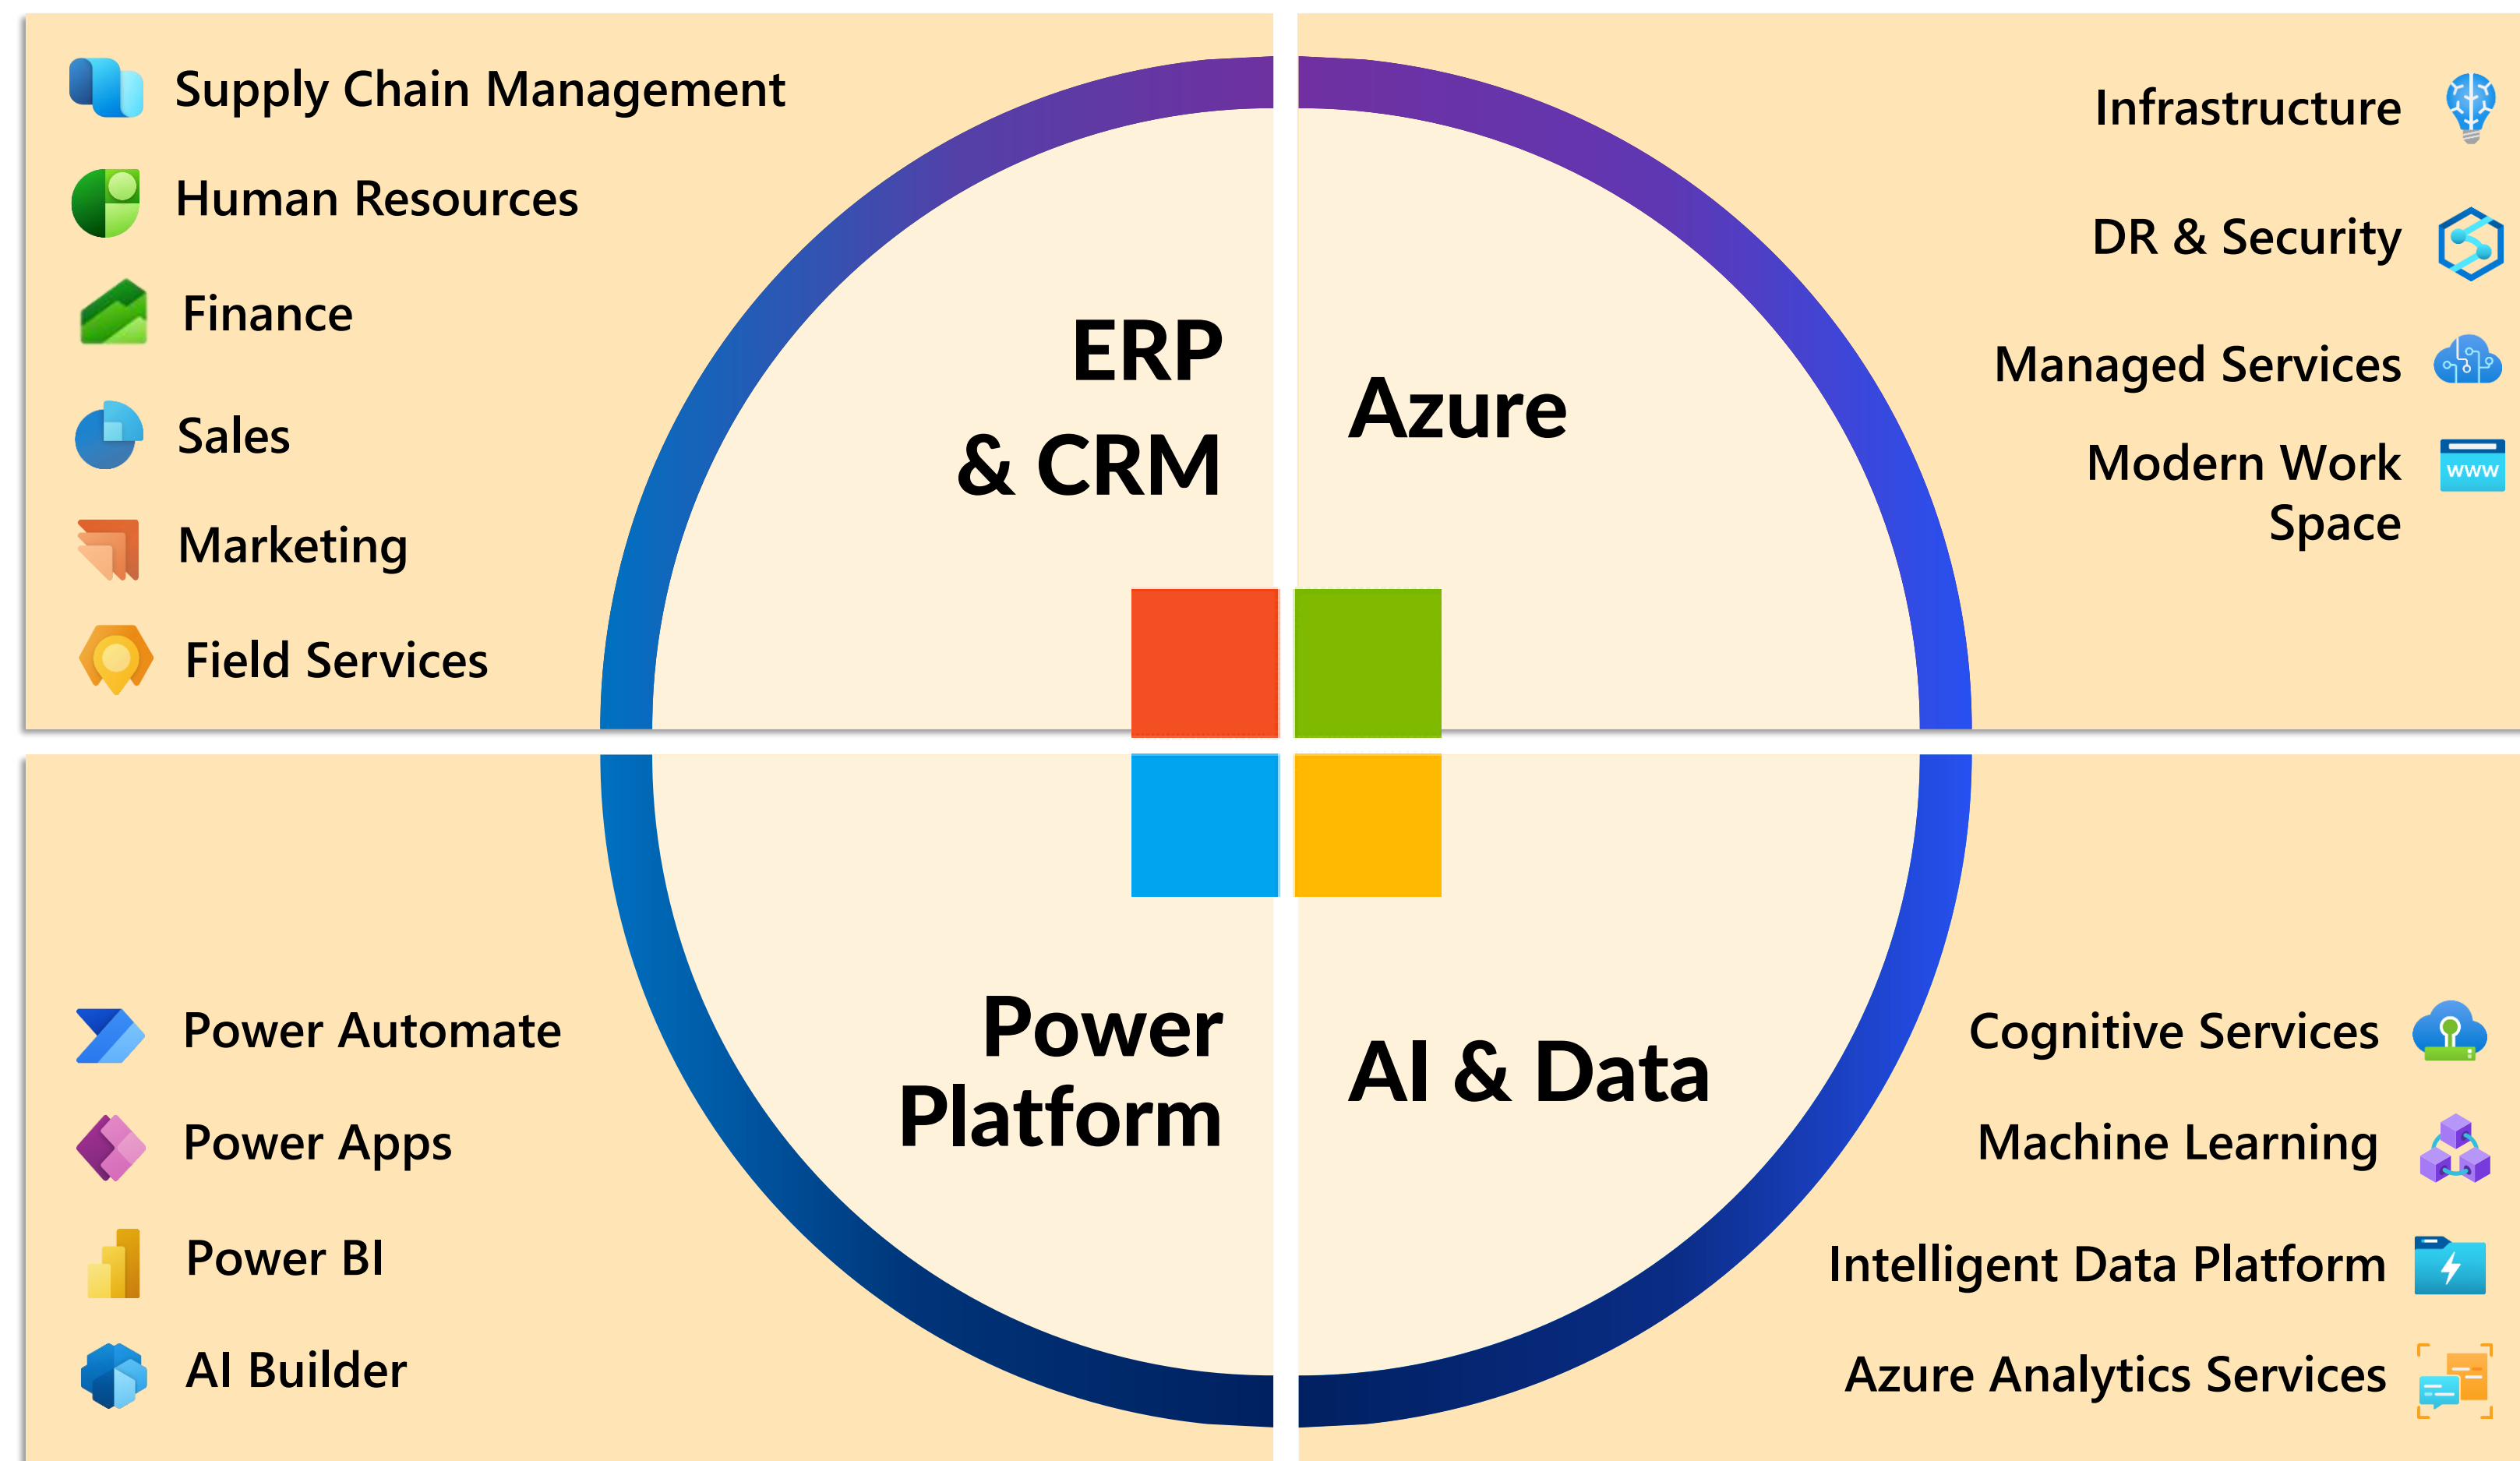 Supply Chain Management
Human Resources
Finance
Sales
Marketing
Field Services
ERP
& CRM
Azure
Infrastructure
DR & Security
Managed Services
Modern Work
Space
www
Power Automate
Power Apps
Power BI
AI Builder
Power
Platform
AI & Data
Cognitive Services
Machine Learning
Intelligent Data Platform
Azure Analytics Services